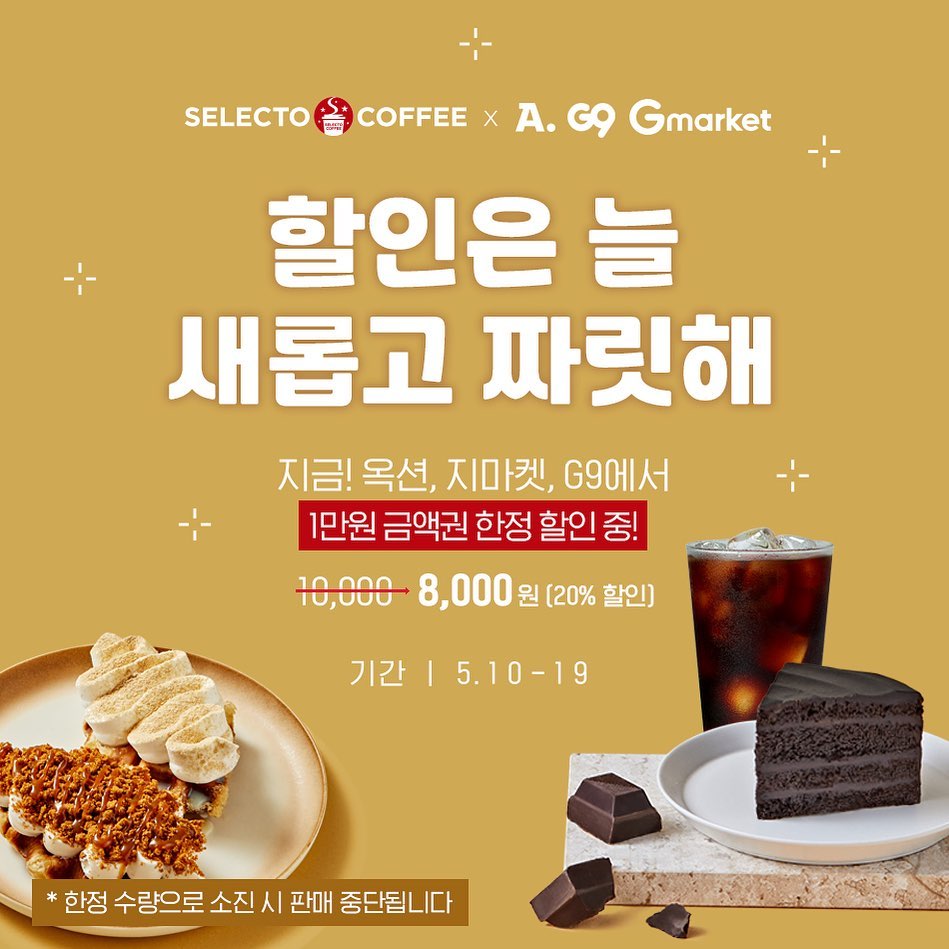 SELECTO SELECTO COFFEE COFFEE x A. G9 Gmarket
할인은 늘
새롭고 짜릿해
지금! 옥션, 지마켓, G9에서
1만원 금액권 한정 할인 중!
10,000 8,000 원 (20% 할인)
기간 | 5.10-19
* 한정 수량으로 소진 시 판매 중단됩니다